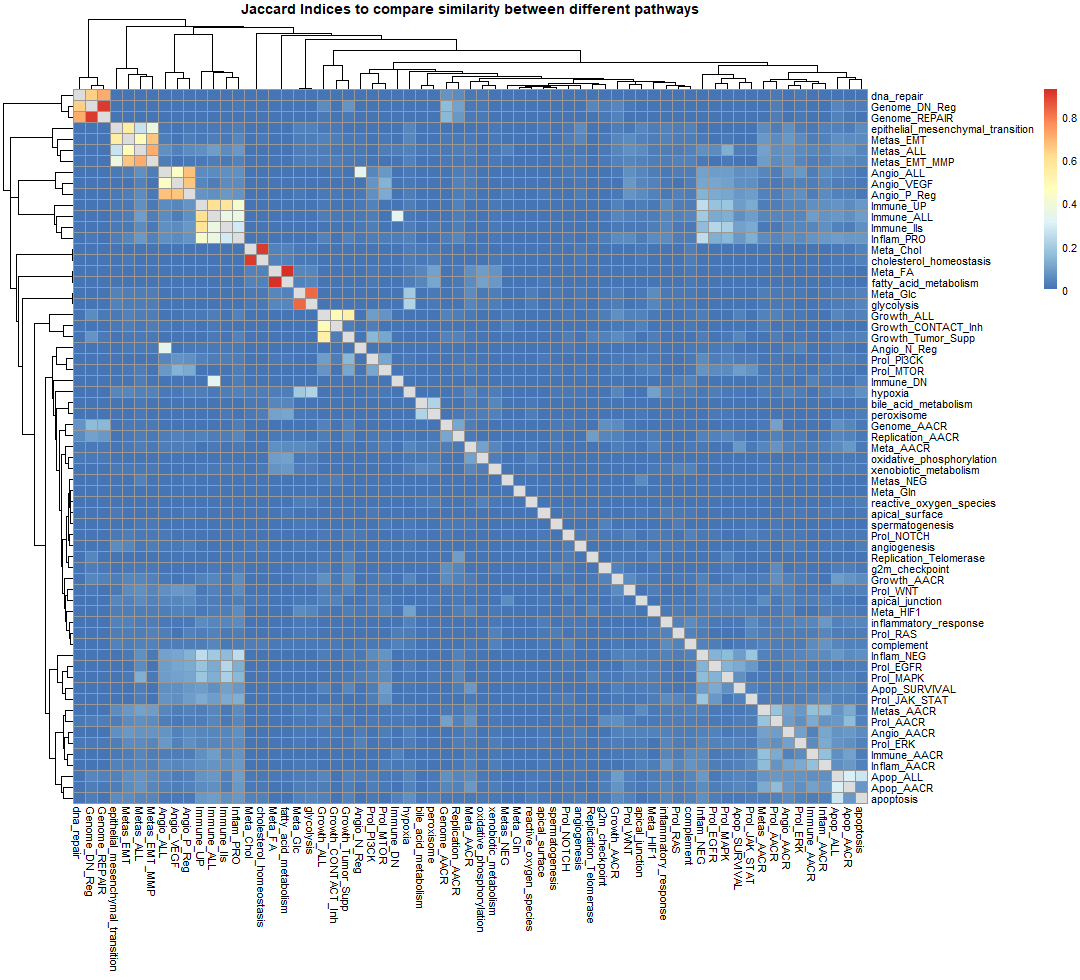 Jaccard Indices to compare similarity between different pathways
0.8
0.6
0.4
0.2
0
dna_repair
Genome_DN_Reg
Genome_REPAIR
epithelial_mesenchymal_transition
Metas_EMT
Metas_ALL
Metas_EMT_MMP
Angio_ALL
Angio_VEGF
Angio_P_Reg
Immune_UP
Immune_ALL
Immune_IIs
Inflam_PRO
Meta_Chol
cholesterol_homeostasis
Meta_FA
fatty_acid_metabolism
Meta_Glc
glycolysis
Growth_ALL
Growth_CONTACT_Inh
Growth_Tumor_Supp
Angio_N_Reg
Prol_PI3CK
Prol_MTOR
Immune_DN
hypoxia
bile_acid_metabolism
peroxisome
Genome_AACR
Replication_AACR
Meta_AACR
oxidative_phosphorylation
xenobiotic_metabolism
Metas_NEG
Meta_Gln
reactive_oxygen_species
apical_surface
spermatogenesis
Prol_NOTCH
angiogenesis
Replication_Telomerase
g2m_checkpoint
Growth_AACR
Prol_WNT
apical_junction
Meta_HIF1
inflammatory_response
Prol_RAS
complement
Inflam_NEG
Prol_EGFR
Prol_MAPK
Apop_SURVIVAL
Prol_JAK_STAT
Metas_AACR
Prol_AACR
Angio_AACR
Prol_ERK
Immune_AACR
Inflam_AACR
Apop_ALL
Apop_AACR
apoptosis
dna_repair
Genome_DN_Reg
Genome_REPAIR
epithelial_mesenchymal_transition
Metas_EMT
Metas_ALL
Metas_EMT_MMP
Angio_ALL
Angio_VEGF
Angio_P_Reg
Immune_UP
Immune_ALL
Immune_IIs
Inflam_PRO
Meta_Chol
cholesterol_homeostasis
Meta_FA
fatty_acid_metabolism
Meta_Glc
glycolysis
Growth_ALL
Growth_CONTACT_Inh
Growth_Tumor_Supp
Angio_N_Reg
Prol_PI3CK
Prol_MTOR
Immune_DN
hypoxia
bile_acid_metabolism
peroxisome
Genome_AACR
Replication_AACR
Meta_AACR
oxidative_phosphorylation
xenobiotic_metabolism
Metas_NEG
Meta_Gln
reactive_oxygen_species
apical_surface
spermatogenesis
Prol_NOTCH
angiogenesis
Replication_Telomerase
g2m_checkpoint
Growth_AACR
Prol_WNT
apical_junction
Meta_HIF1
inflammatory_response
Prol_RAS
complement
Inflam_NEG
Prol_EGFR
Prol_MAPK
Apop_SURVIVAL
Prol_JAK_STAT
Metas_AACR
Prol_AACR
Angio_AACR
Prol_ERK
Immune_AACR
Inflam_AACR
Apop_ALL
Apop_AACR
apoptosis